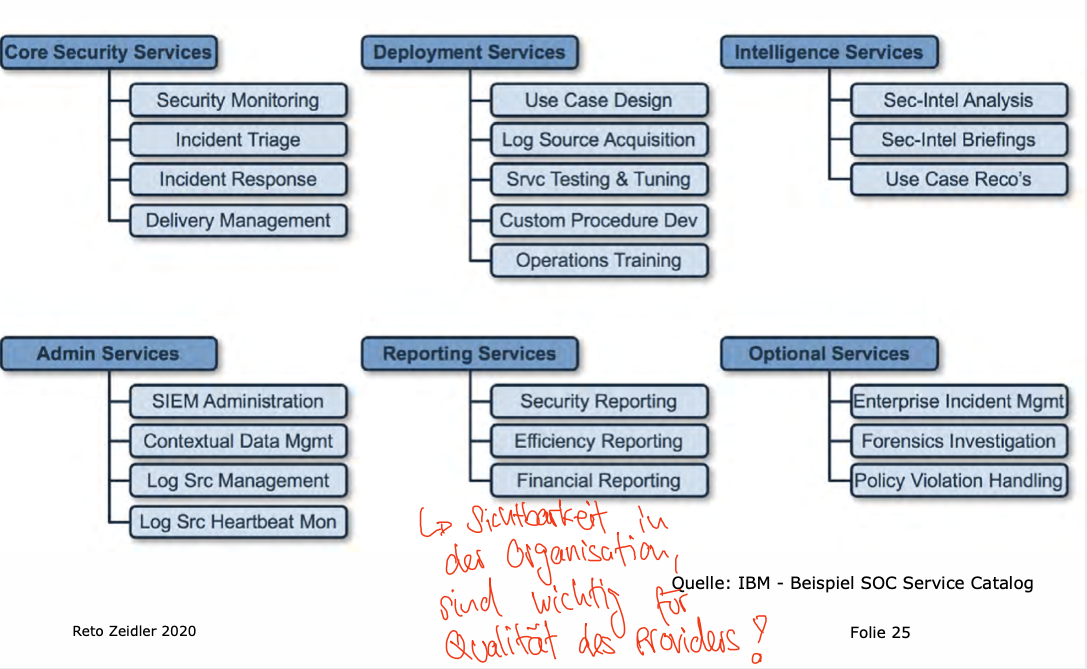 Core Security Services
Security Monitoring
Incident Triage
Incident Response
Delivery Management
Deployment Services
Use Case Design
Log Source Acquisition
Srvc Testing & Tuning
Custom Procedure Dev
Operations Training
Intelligence Services
Sec-Intel Analysis
Sec-Intel Briefings
Use Case Reco's
Admin Services
SIEM Administration
Contextual Data Mgmt
Log Src Management
Log Src Heartbeat Mon
Reporting Services
Security Reporting
Efficiency Reporting
Financial Reporting
↳ Sichtbarkeit in
der Organisation,
sind wichtig für
Qualität des Providers!
Optional Services
Enterprise Incident Mgmt
Forensics Investigation
Policy Violation Handling
Quelle: IBM - Beispiel SOC Service Catalog
Reto Zeidler 2020
Folie 25